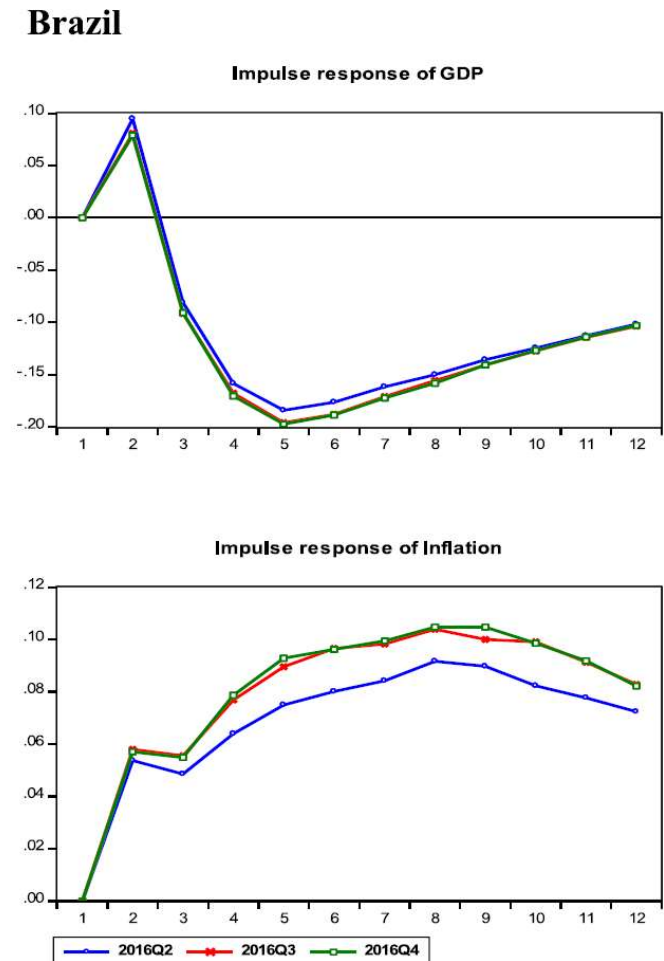 Brazil
Impulse response of GDP
.10
.05
.00
-.05
-.10
-.15
-.20
1 2 3 4 5 6 7 8 9 10 11 12
Impulse response of Inflation
.12
.10
.08
.06
.04
.02
.00
1 2 3 4 5 6 7 8 9 10 11 12
2016Q2 2016Q3 2016Q4